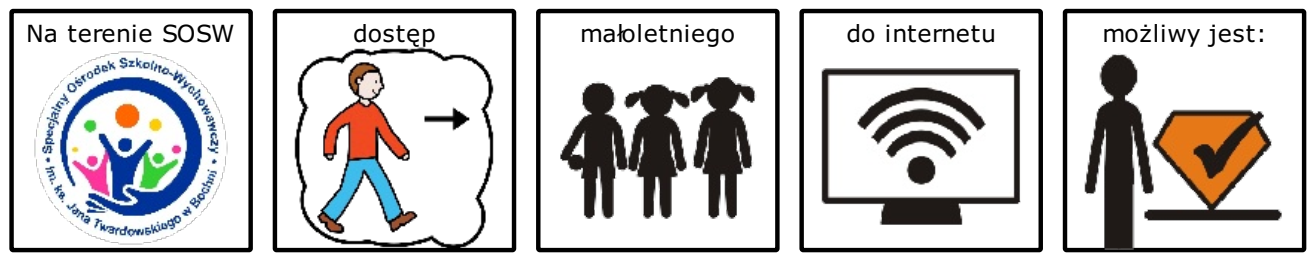 Na terenie SOSW
dostęp
małoletniego
do internetu
możliwy jest:
Specjalny Ośrodek Szkolno-Wychowawczy
• im. ks. Jana Twardowskiego w Bochni •